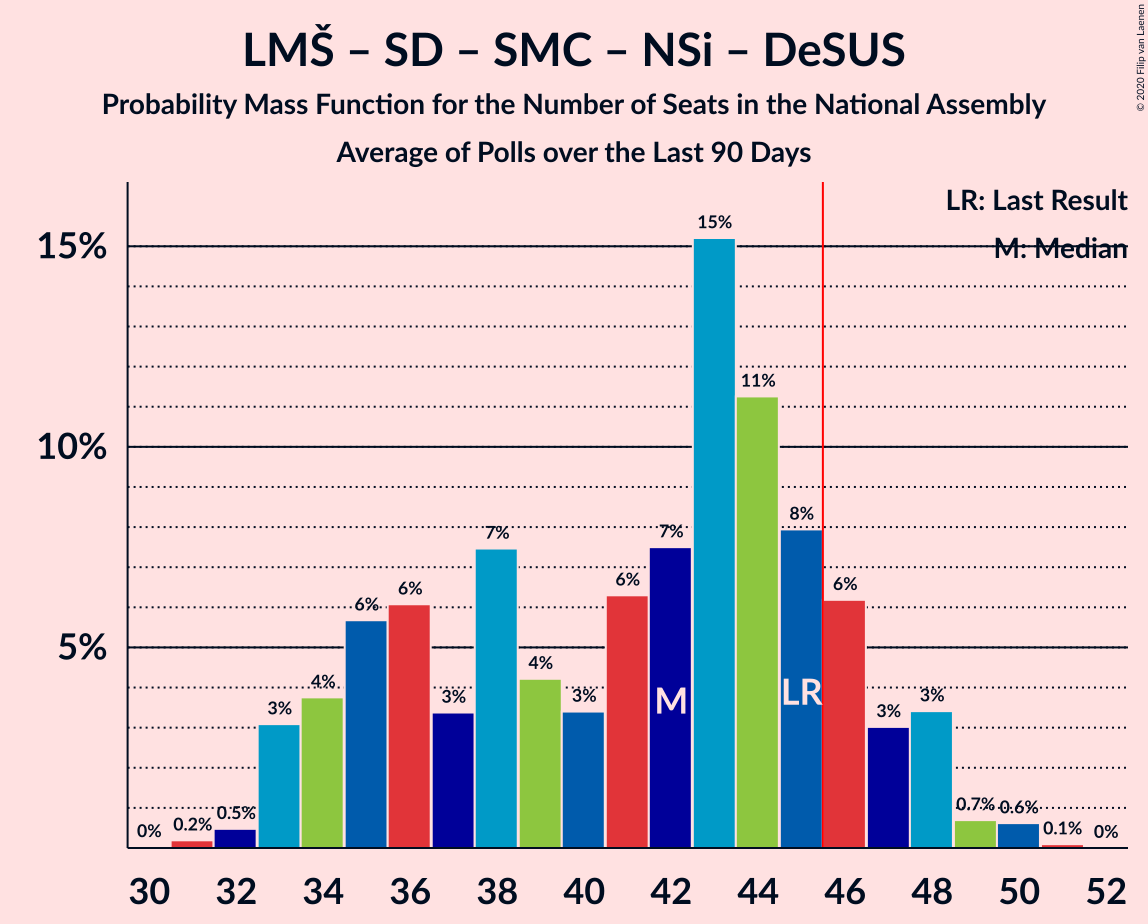 LMŠ – SD – SMC – NSi – DeSUS
Probability Mass Function for the Number of Seats in the National Assembly
Average of Polls over the Last 90 Days
© 2020 Filip van Laenen
LR: Last Result
M: Median
15%
10%
5%
0% 0.2% 0.5% 3% 4% 6% 6% 3% 7% 4% 3% 6% 7% 15% 11% 8% 6% 3% 3% 0.7% 0.6% 0.1% 0%
M LR
30 32 34 36 38 40 42 44 46 48 50 52